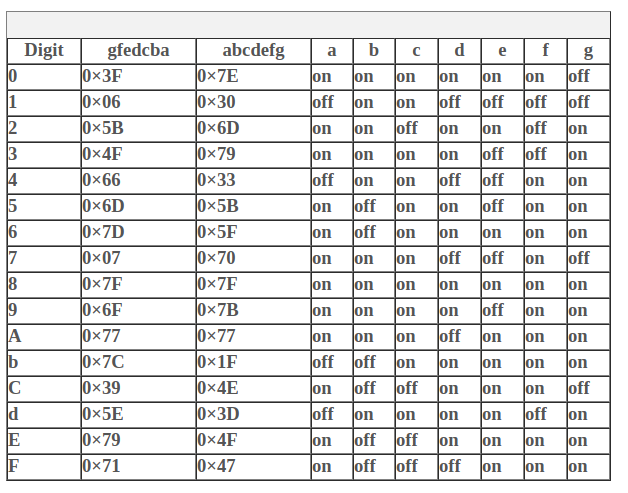 Digit gfedcba abcdefg a b c d e f g
0 0×3F 0×7E on on on on on on off
1 0×06 0×30 off on on off off off off
2 0×5B 0×6D on on off on on off on
3 0×4F 0×79 on on on on off off on
4 0×66 0×33 off on on off off on on
5 0×6D 0×5B on off on on off on on
6 0×7D 0×5F on off on on on on on
7 0×07 0×70 on on on off off on off
8 0×7F 0×7F on on on on on on on
9 0×6F 0×7B on on on on off on on
A 0×77 0×77 on on on off on on on
b 0×7C 0×1F off off on on on on on
C 0×39 0×4E on off off on on on off
d 0×5E 0×3D off on on on on off on
E 0×79 0×4F on off off on on on on
F 0×71 0×47 on off off off on on on